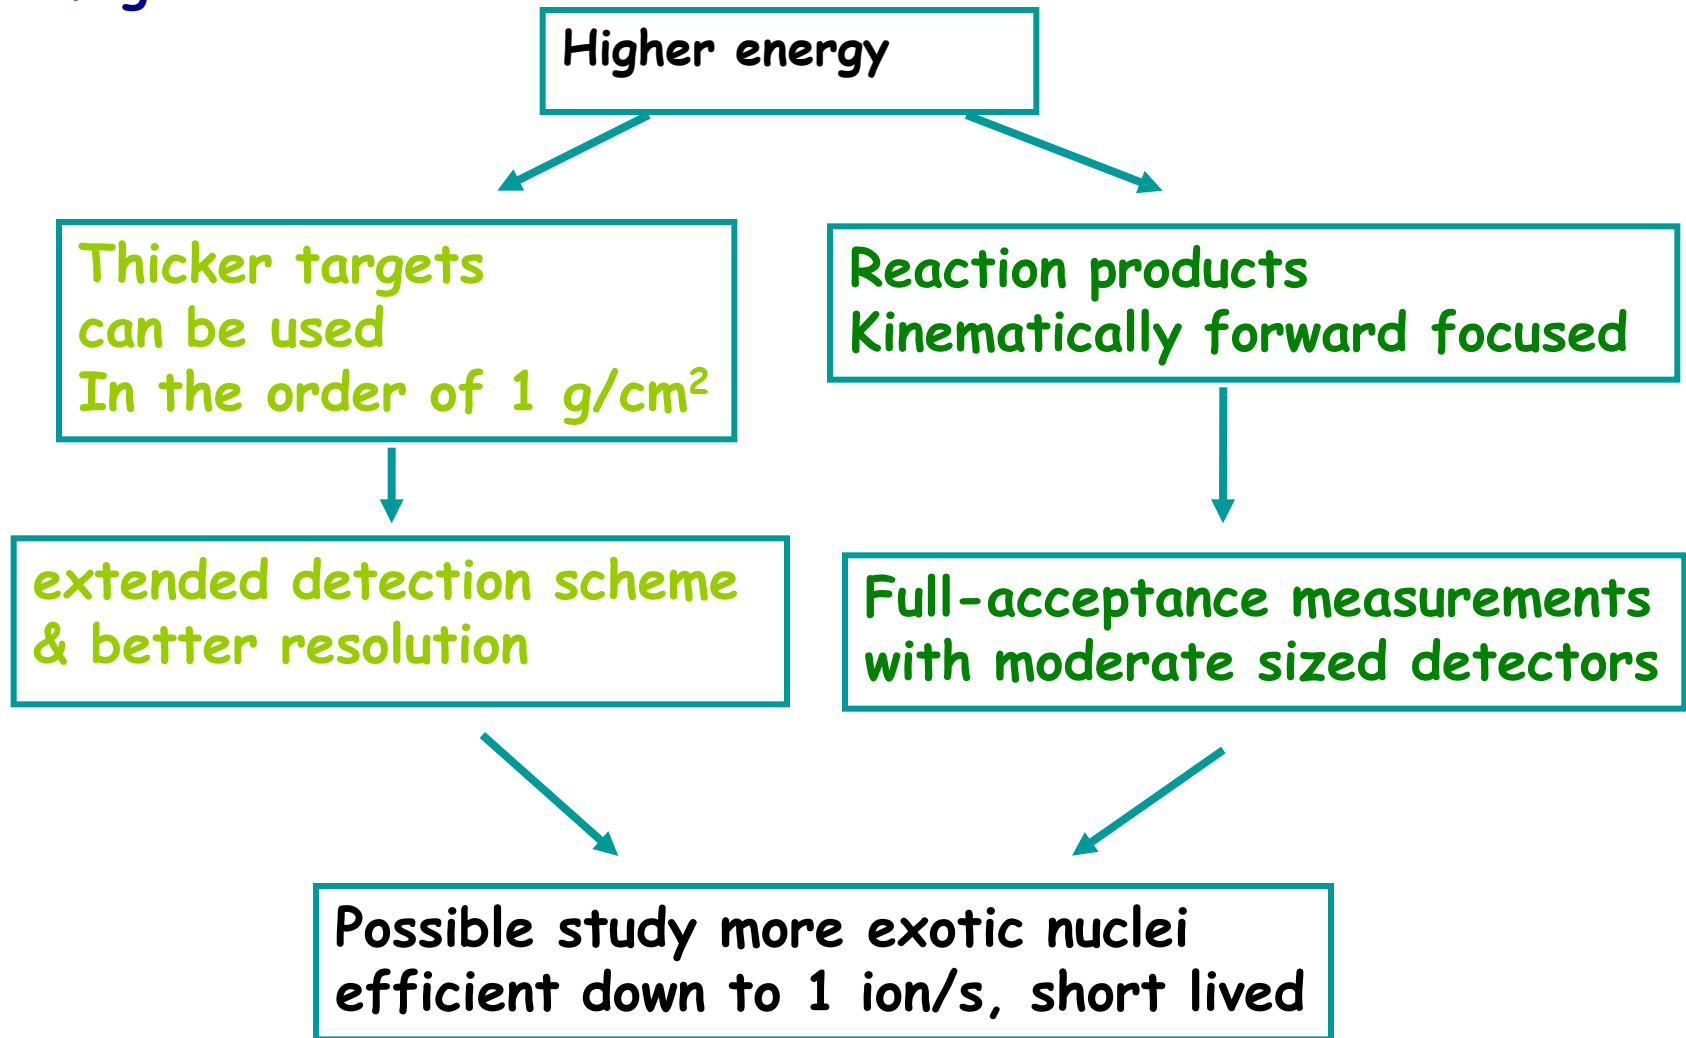 Higher energy
Thicker targets
can be used
In the order of 1 g/cm²
Reaction products
Kinematically forward focused
extended detection scheme
& better resolution
Full-acceptance measurements
with moderate sized detectors
Possible study more exotic nuclei
efficient down to 1 ion/s, short lived